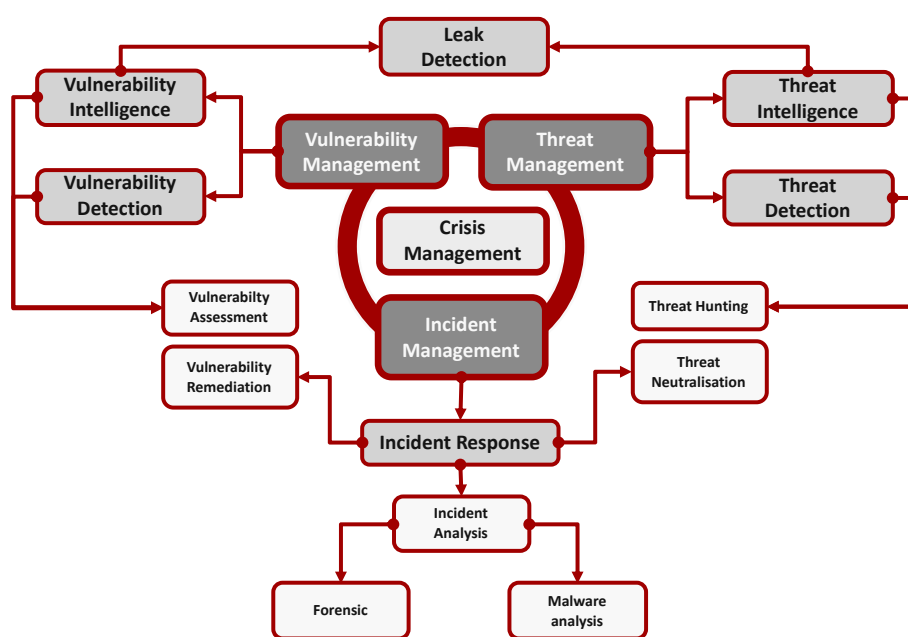 Leak
Detection
Vulnerability
Intelligence
Threat
Intelligence
Vulnerability
Management
Threat
Management
Vulnerability
Detection
Threat
Detection
Crisis
Management
Vulnerabilty
Assessment
Threat Hunting
Incident
Management
Vulnerability
Remediation
Threat
Neutralisation
Incident Response
Incident
Analysis
Forensic
Malware
analysis